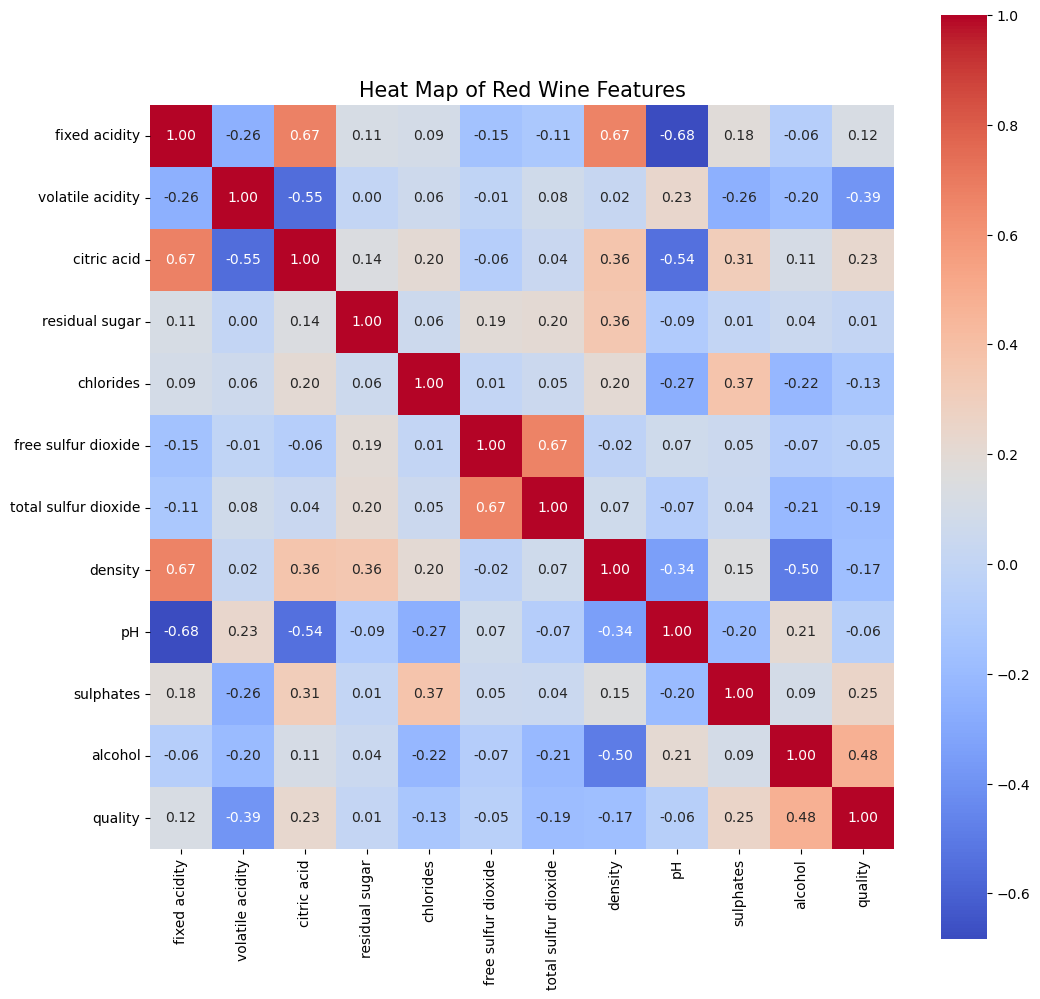 Heat Map of Red Wine Features
fixed acidity 1.00 -0.26 0.67 0.11 0.09 -0.15 -0.11 0.67 -0.68 0.18 -0.06 0.12
volatile acidity -0.26 1.00 -0.55 0.00 0.06 -0.01 0.08 0.02 0.23 -0.26 -0.20 -0.39
citric acid 0.67 -0.55 1.00 0.14 0.20 -0.06 0.04 0.36 -0.54 0.31 0.11 0.23
residual sugar 0.11 0.00 0.14 1.00 0.06 0.19 0.20 0.36 -0.09 0.01 0.04 0.01
chlorides 0.09 0.06 0.20 0.06 1.00 0.01 0.05 0.20 -0.27 0.37 -0.22 -0.13
free sulfur dioxide -0.15 -0.01 -0.06 0.19 0.01 1.00 0.67 -0.02 0.07 0.05 -0.07 -0.05
total sulfur dioxide -0.11 0.08 0.04 0.20 0.05 0.67 1.00 0.07 -0.07 0.04 -0.21 -0.19
density 0.67 0.02 0.36 0.36 0.20 -0.02 0.07 1.00 -0.34 0.15 -0.50 -0.17
pH -0.68 0.23 -0.54 -0.09 -0.27 0.07 -0.07 -0.34 1.00 -0.20 0.21 -0.06
sulphates 0.18 -0.26 0.31 0.01 0.37 0.05 0.04 0.15 -0.20 1.00 0.09 0.25
alcohol -0.06 -0.20 0.11 0.04 -0.22 -0.07 -0.21 -0.50 0.21 0.09 1.00 0.48
quality 0.12 -0.39 0.23 0.01 -0.13 -0.05 -0.19 -0.17 -0.06 0.25 0.48 1.00
fixed acidity
volatile acidity
citric acid
residual sugar
chlorides
free sulfur dioxide
total sulfur dioxide
density
pH
sulphates
alcohol
quality
1.0
0.8
0.6
0.4
0.2
0.0
−0.2
−0.4
−0.6